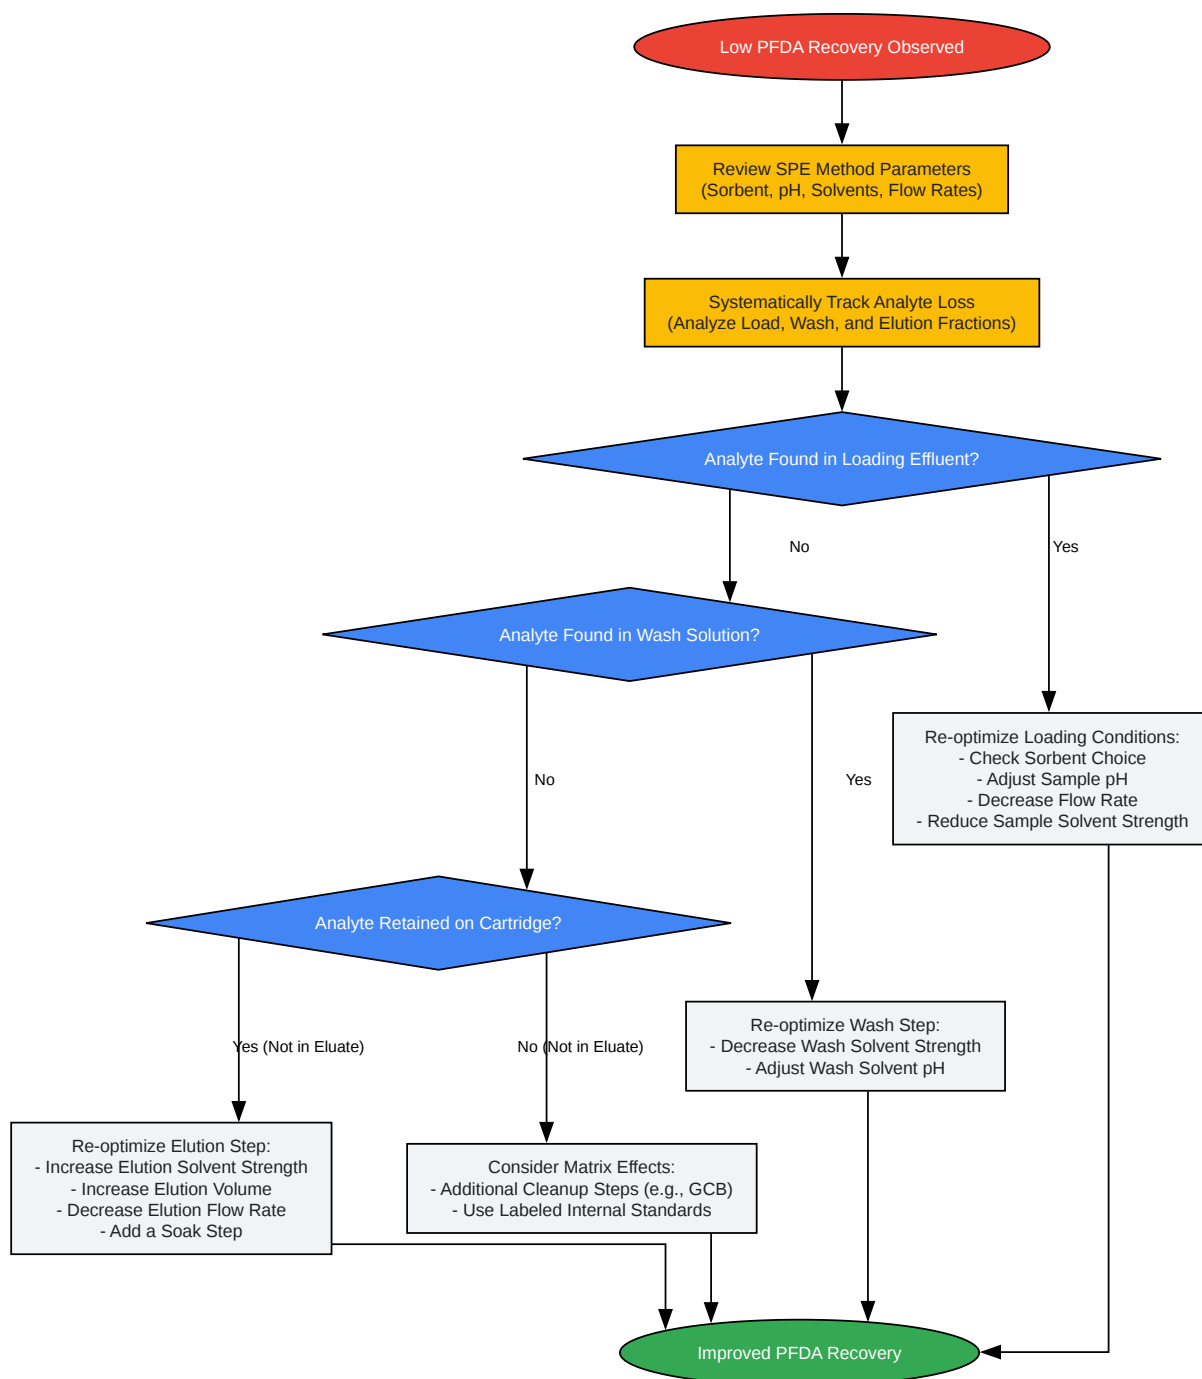 Low PFDA Recovery Observed
Review SPE Method Parameters
(Sorbent, pH, Solvents, Flow Rates)
Systematically Track Analyte Loss
(Analyze Load, Wash, and Elution Fractions)
Analyte Found in Loading Effluent?
No
Yes
Analyte Found in Wash Solution?
No
Yes
Re-optimize Loading Conditions:
- Check Sorbent Choice
- Adjust Sample pH
- Decrease Flow Rate
- Reduce Sample Solvent Strength
Analyte Retained on Cartridge?
Yes (Not in Eluate)
No (Not in Eluate)
Re-optimize Wash Step:
- Decrease Wash Solvent Strength
- Adjust Wash Solvent pH
Re-optimize Elution Step:
- Increase Elution Solvent Strength
- Increase Elution Volume
- Decrease Elution Flow Rate
- Add a Soak Step
Consider Matrix Effects:
- Additional Cleanup Steps (e.g., GCB)
- Use Labeled Internal Standards
Improved PFDA Recovery